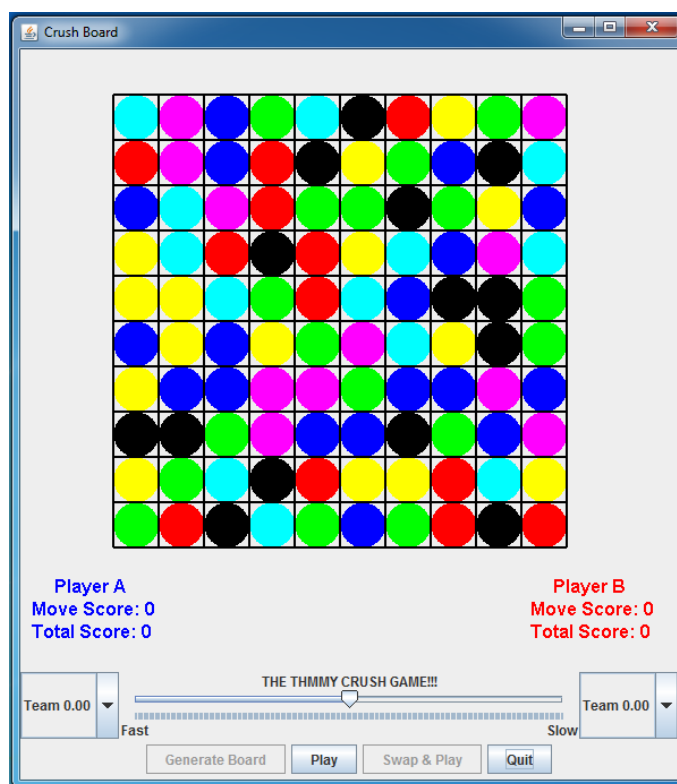 Crush Board
Player A
Move Score: 0
Total Score: 0
Player B
Move Score: 0
Total Score: 0
THE THMMY CRUSH GAME!!!
Team 0.00
Team 0.00
Fast
Slow
Generate Board
Play
Swap & Play
Quit